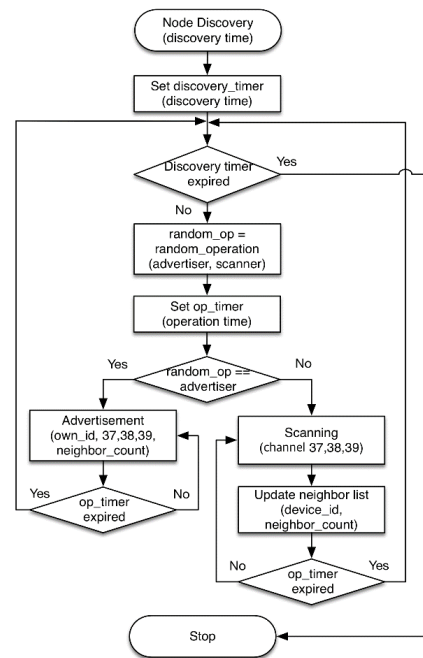 Node Discovery
(discovery time)
Set discovery_timer
(discovery time)
Discovery timer
expired
Yes
No
random_op =
random_operation
(advertiser, scanner)
Set op_timer
(operation time)
Yes
random_op ==
advertiser
No
Advertisement
(own_id, 37,38,39,
neighbor_count)
Scanning
(channel 37,38,39)
Yes
op_timer
expired
No
Update neighbor list
(device_id,
neighbor_count)
No
op_timer
expired
Yes
Stop